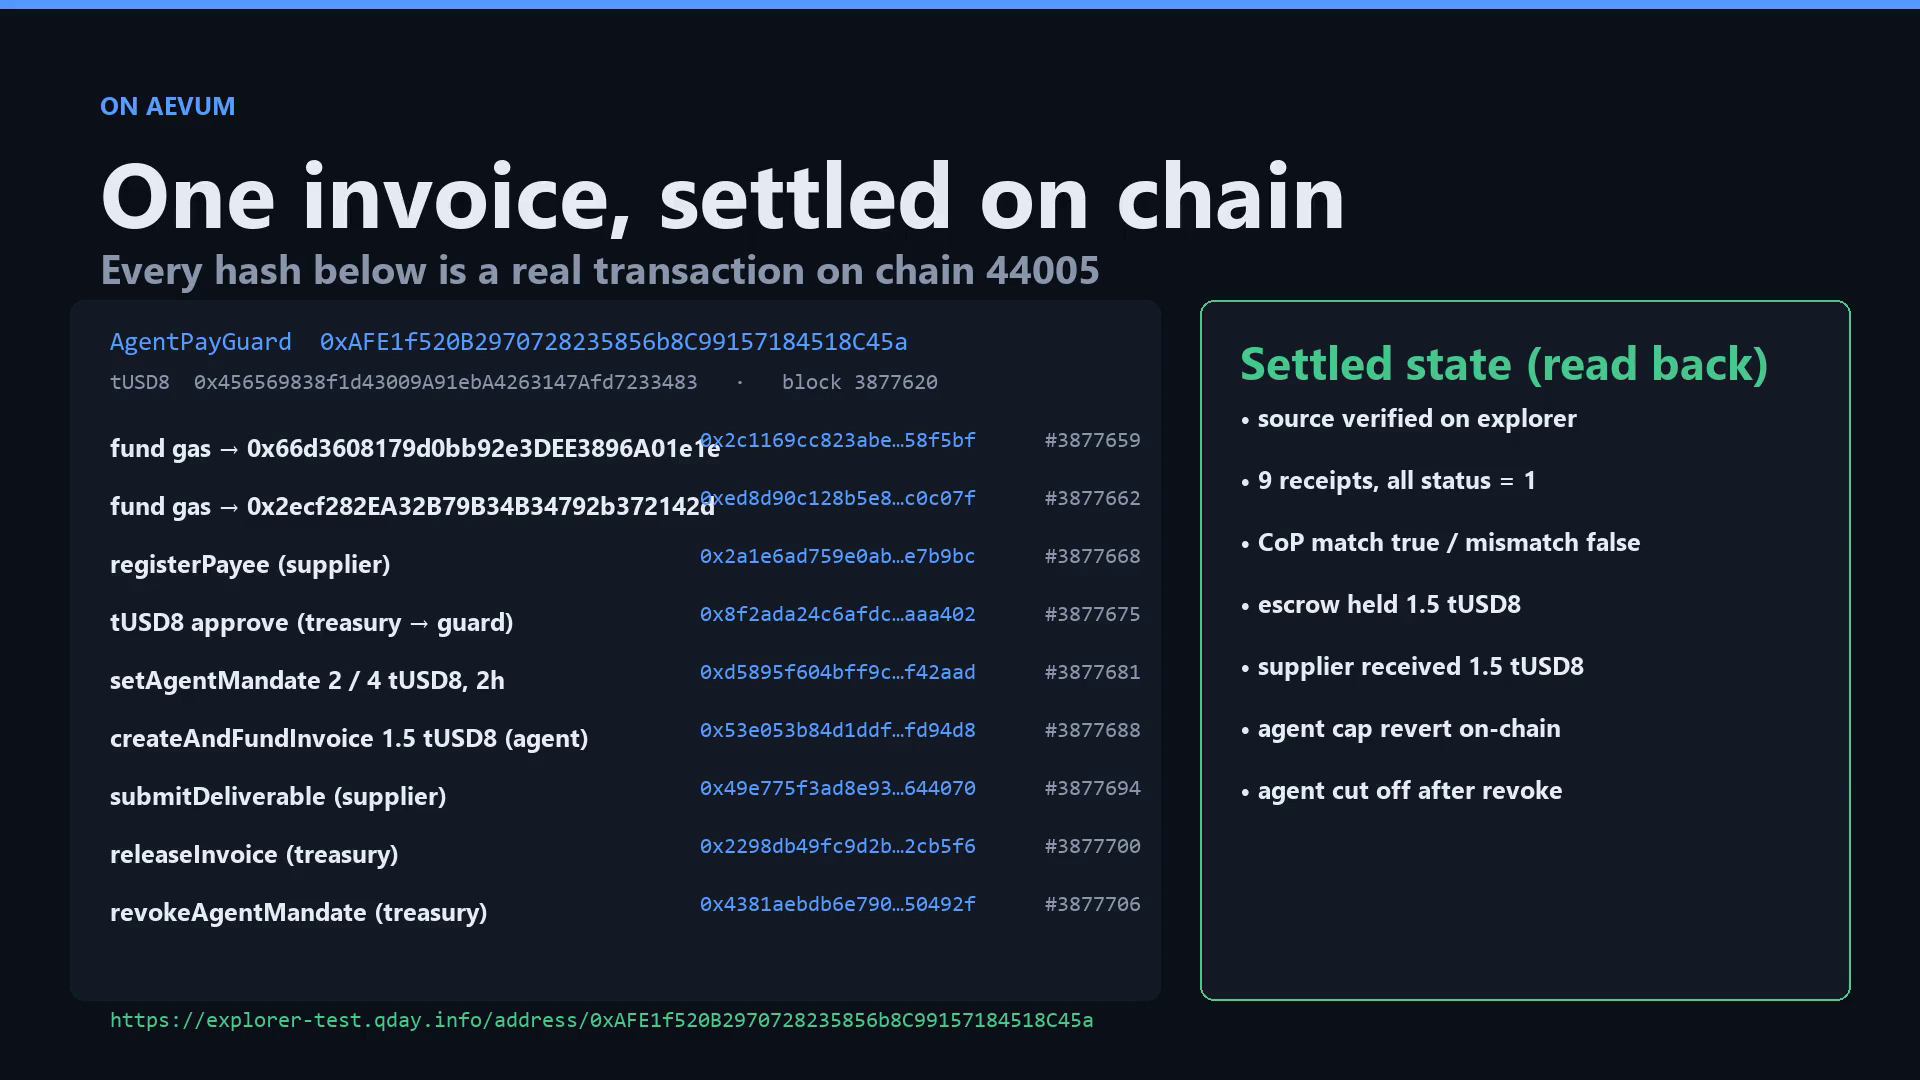 ON AEVUM
One invoice, settled on chain
Every hash below is a real transaction on chain 44005
AgentPayGuard 0xAFE1f520B2970728235856b8C99157184518C45a
tUSD8 0x456569838f1d43009A91ebA4263147Afd7233483 · block 3877620
fund gas → 0x66d3608179d0bb92e3DEE3896A01e1e 0x2c1169cc823abe…58f5bf #3877659
fund gas → 0x2ecf282EA32B79B34B34792b372142d 0xed8d90c128b5e8…c0c07f #3877662
registerPayee (supplier) 0x2a1e6ad759e0ab…e7b9bc #3877668
tUSD8 approve (treasury → guard) 0x8f2ada24c6afdc…aaa402 #3877675
setAgentMandate 2 / 4 tUSD8, 2h 0xd5895f604bff9c…f42aad #3877681
createAndFundInvoice 1.5 tUSD8 (agent) 0x53e053b84d1ddf…fd94d8 #3877688
submitDeliverable (supplier) 0x49e775f3ad8e93…644070 #3877694
releaseInvoice (treasury) 0x2298db49fc9d2b…2cb5f6 #3877700
revokeAgentMandate (treasury) 0x4381aebdb6e790…50492f #3877706
Settled state (read back)
• source verified on explorer
• 9 receipts, all status = 1
• CoP match true / mismatch false
• escrow held 1.5 tUSD8
• supplier received 1.5 tUSD8
• agent cap revert on-chain
• agent cut off after revoke
https://explorer-test.qday.info/address/0xAFE1f520B2970728235856b8C99157184518C45a